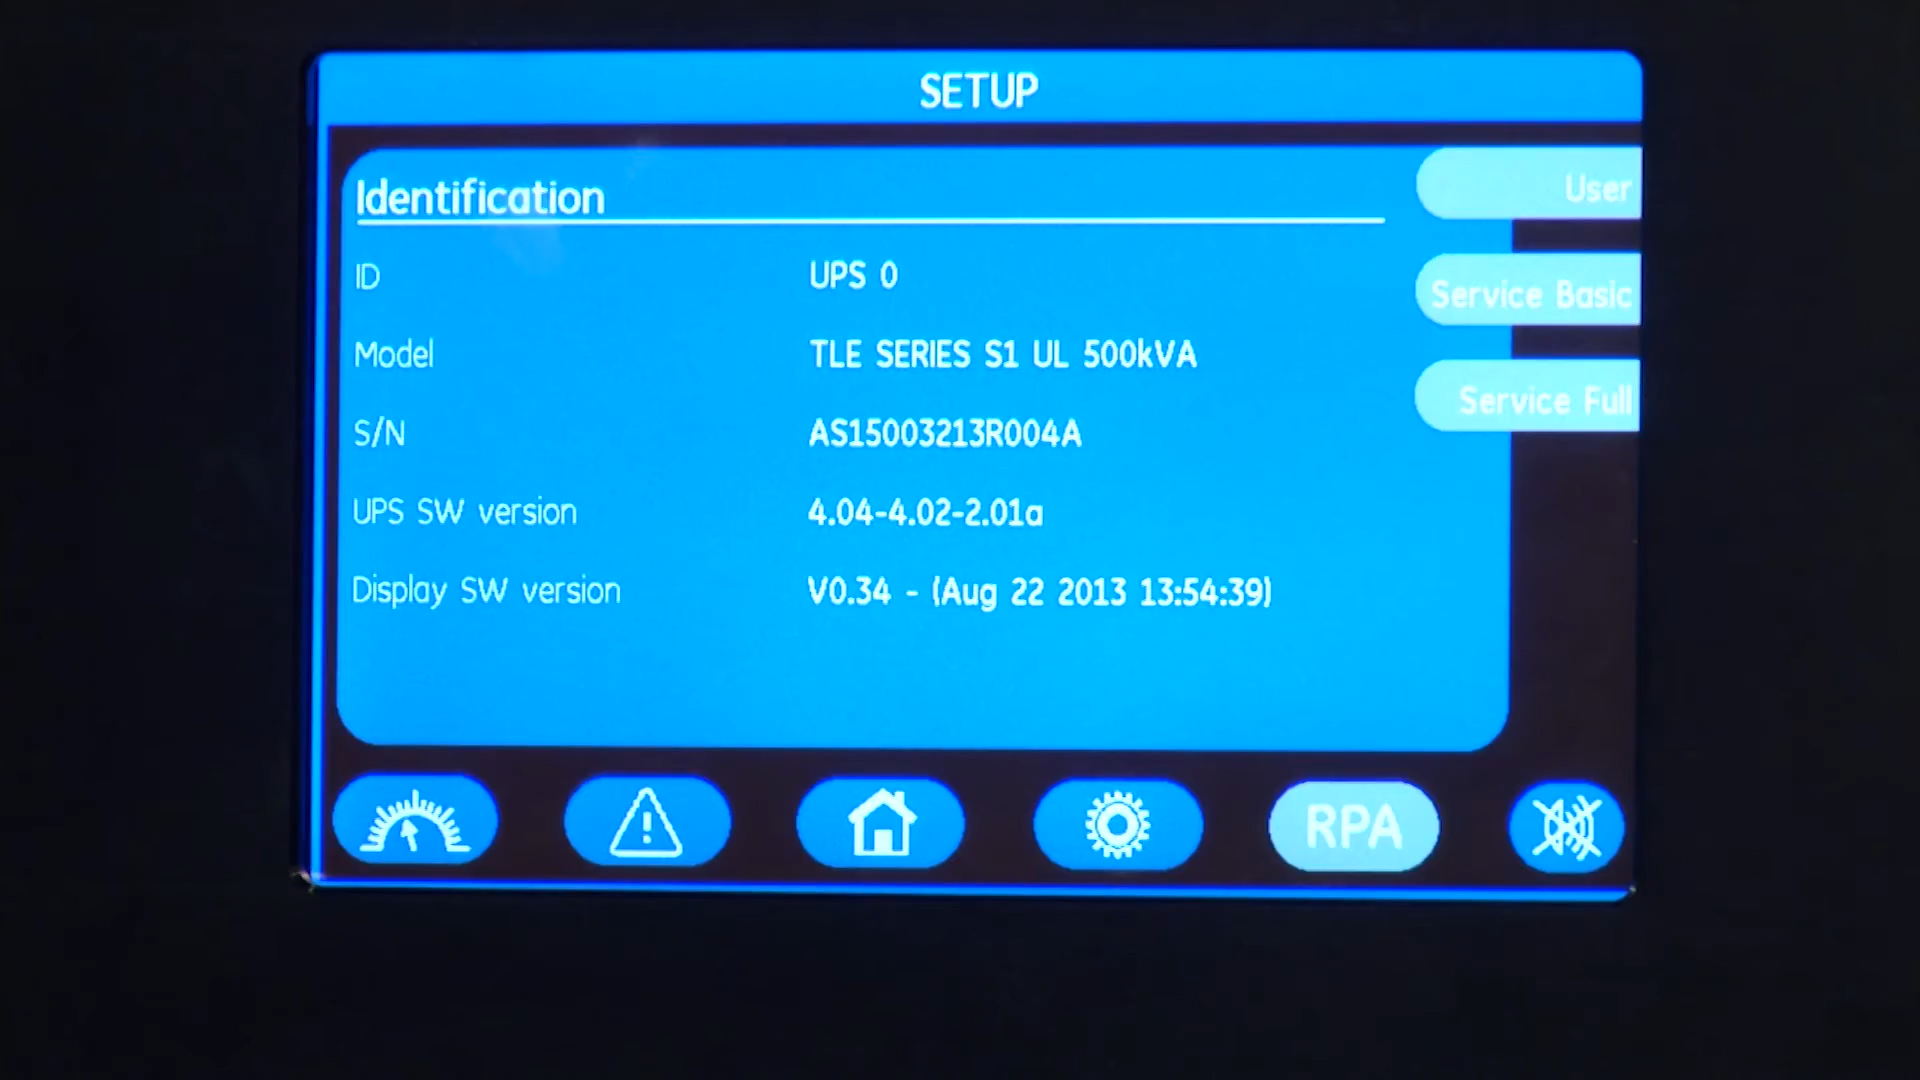 SETUP
Identification
User
ID UPS 0
Service Basic
Model TLE SERIES S1 UL 500kVA
Service Full
S/N AS15003213R004A
UPS SW version 4.04-4.02-2.01a
Display SW version V0.34 - (Aug 22 2013 13:54:39)
RPA